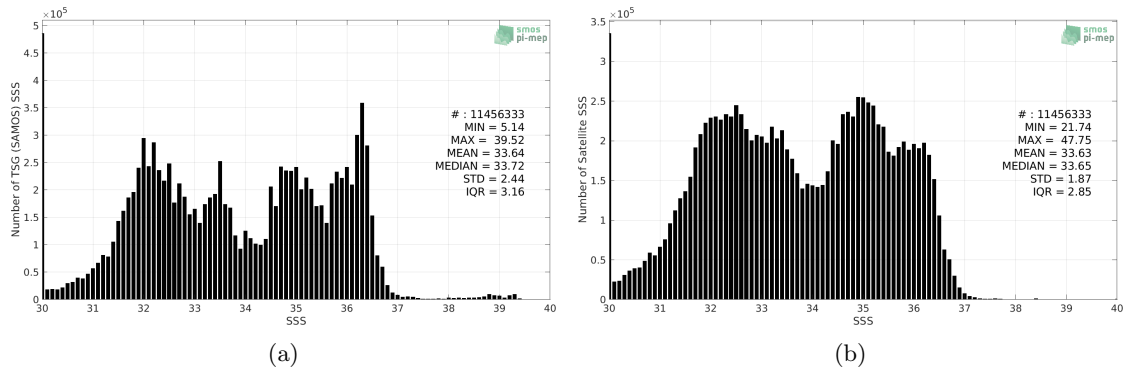 ×10^5
5
4.5
4
3.5
3
2.5
2
1.5
1
0.5
0
Number of TSG (SAMOS) SSS
30 31 32 33 34 35 36 37 38 39 40
SSS
smos
pi-mep
# : 11456333
MIN = 5.14
MAX = 39.52
MEAN = 33.64
MEDIAN = 33.72
STD = 2.44
IQR = 3.16
(a)
×10^5
3.5
3
2.5
2
1.5
1
0.5
0
Number of Satellite SSS
30 31 32 33 34 35 36 37 38 39 40
SSS
smos
pi-mep
# : 11456333
MIN = 21.74
MAX = 47.75
MEAN = 33.63
MEDIAN = 33.65
STD = 1.87
IQR = 2.85
(b)